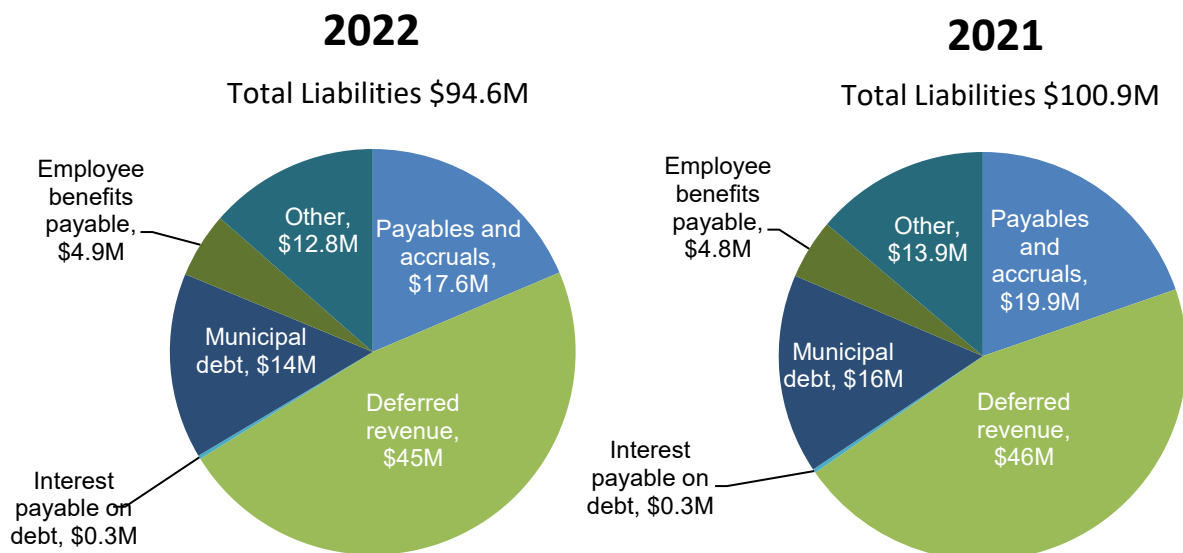 2022
Total Liabilities $94.6M
Employee
benefits
payable,
$4.9M
Other,
$12.8M
Payables and
accruals,
$17.6M
Municipal
debt, $14M
Deferred
revenue,
$45M
Interest
payable on
debt, $0.3M
2021
Total Liabilities $100.9M
Employee
benefits
payable,
$4.8M
Other,
$13.9M
Payables
and
accruals,
$19.9M
Municipal
debt, $16M
Deferred
revenue,
$46M
Interest
payable on
debt, $0.3M